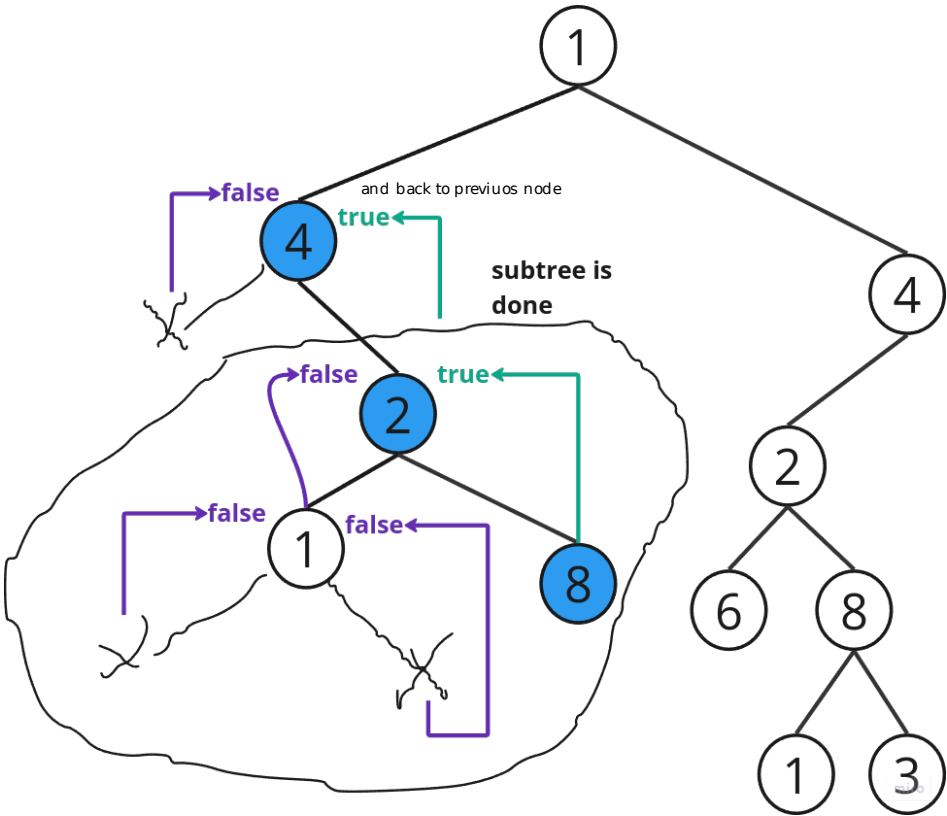 1
false
and back to previuos node
true
4
subtree is
done
4
false
true
2
2
false
false
1
8
6
8
1
3
miro